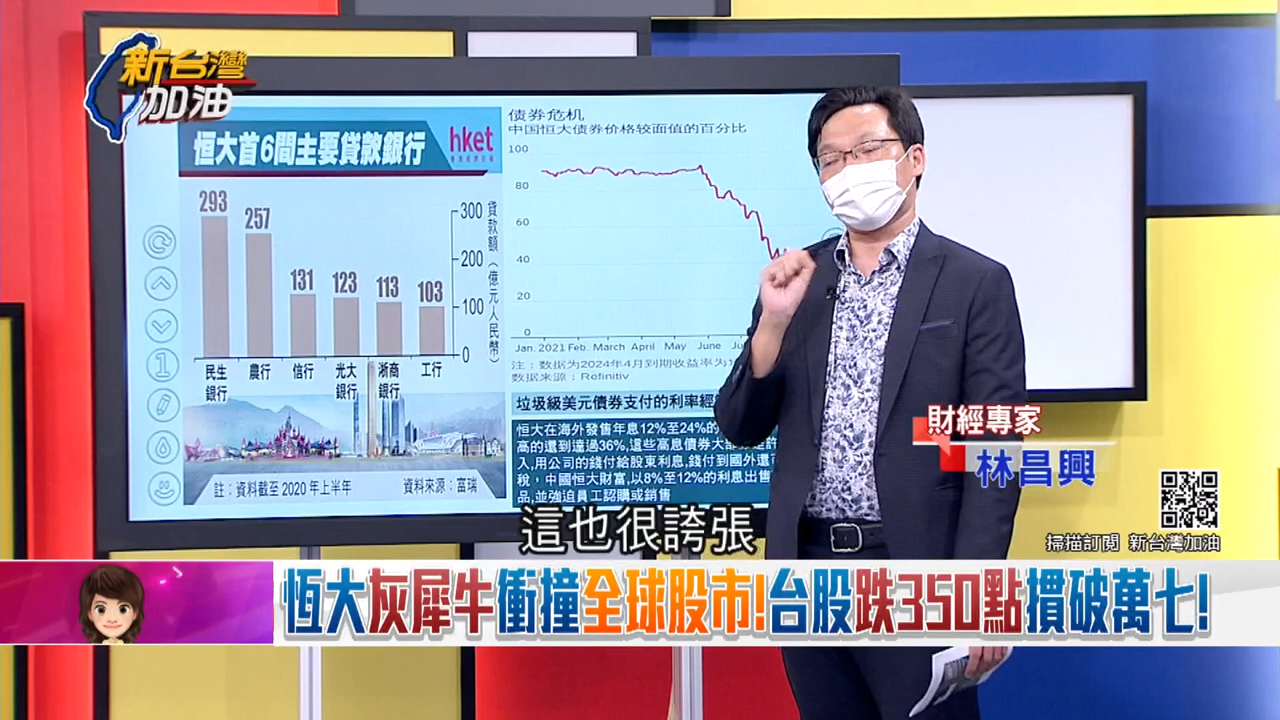 新台灣
加油
恒大首6間主要貸款銀行
hket
293
257
131
123
113
103
300
200
100
0
貸款額（億元人民幣）
民生銀行
農行
信行
光大銀行
浙商銀行
工行
註：資料截至2020年上半年
資料來源：富瑞
债券危机
中国恒大债券价格较面值的百分比
100
80
60
40
20
0
Jan. 2021 Feb. March April May June
注：数据为2024年4月到期收益率为
数据来源：Refinitiv
垃圾級美元債券支付的利率經
恒大在海外發售年息12%至24%的
高的還到達過36%,這些高息債券大部
入,用公司的錢付給股東利息,錢付到國外還
稅，中國恒大財富,以8%至12%的利息出售
品,並強迫員工認購或銷售
財經專家
林昌興
掃描訂閱 新台灣加油
這也很誇張
恆大灰犀牛衝撞全球股市!台股跌350點摜破萬七!